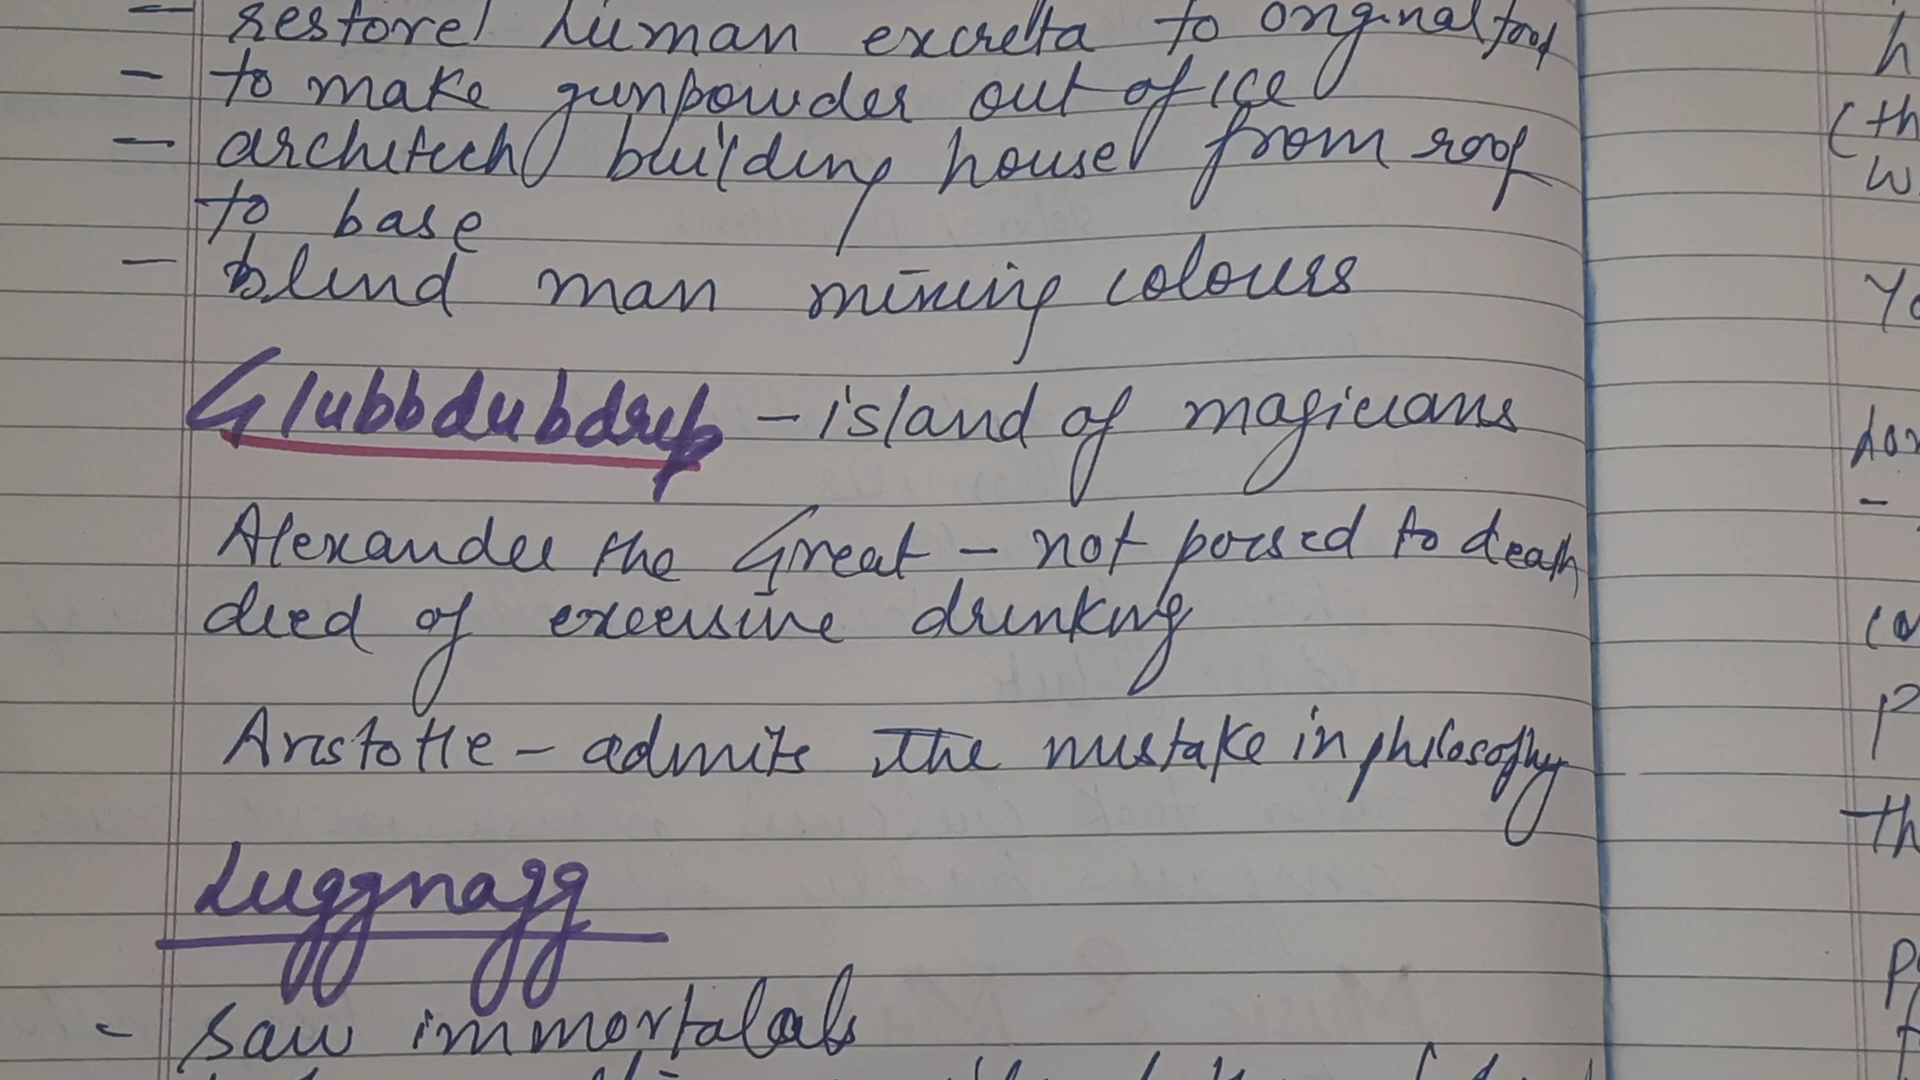 - restore human excreta to original food
- to make gunpowder out of ice
- architech building house from roof
to base
- blind man mixing colours
Glubbdubdrip - island of magicians
Alexander the Great - not poised to death
died of excessive drinking
Aristotle - admits the mistake in philosophy
Luggnagg
- saw immortalals